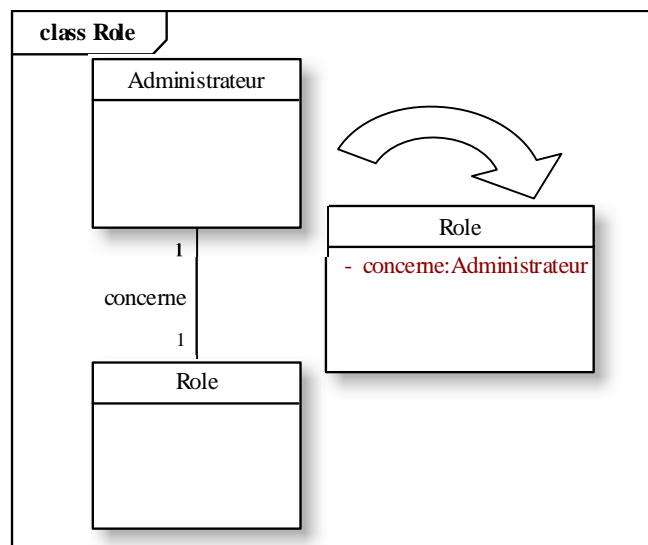 class Role
Administrateur
Role
- concerne:Administrateur
1
concerne
1
Role